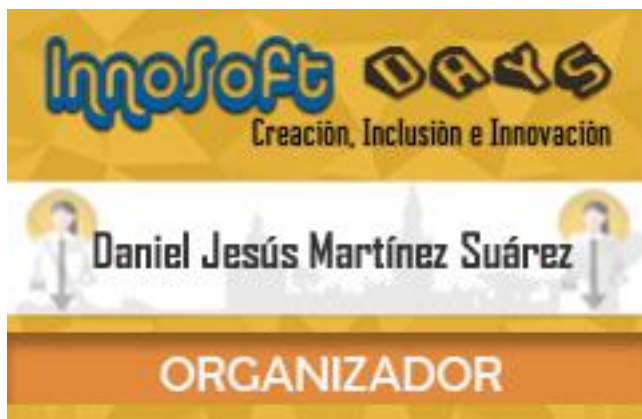 InnoSoft DAYS
Creación, Inclusión e Innovación
Daniel Jesús Martínez Suárez
ORGANIZADOR